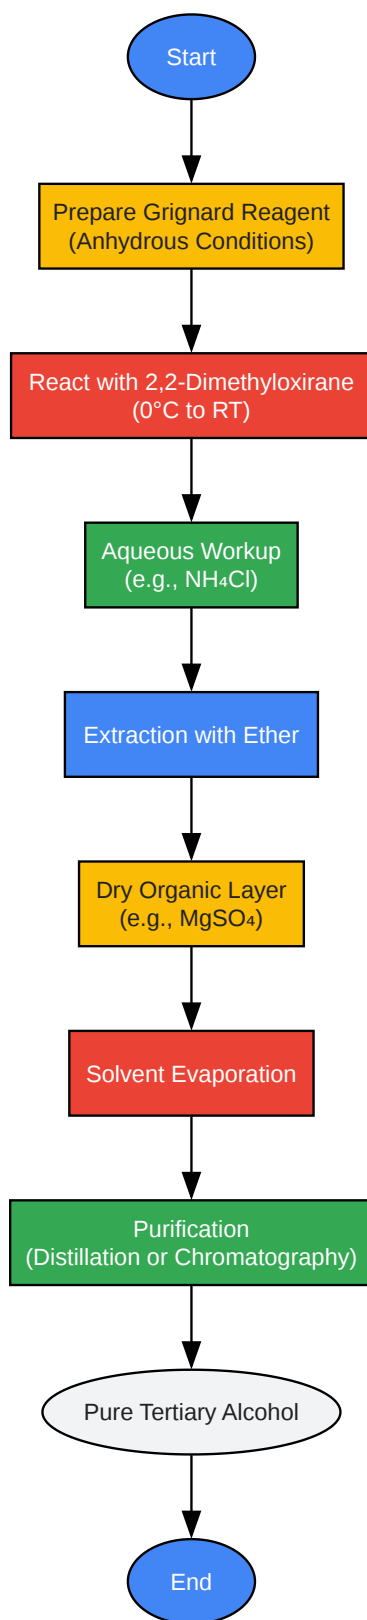 Start
Prepare Grignard Reagent
(Anhydrous Conditions)
React with 2,2-Dimethyloxirane
(0°C to RT)
Aqueous Workup
(e.g., NH₄Cl)
Extraction with Ether
Dry Organic Layer
(e.g., MgSO₄)
Solvent Evaporation
Purification
(Distillation or Chromatography)
Pure Tertiary Alcohol
End